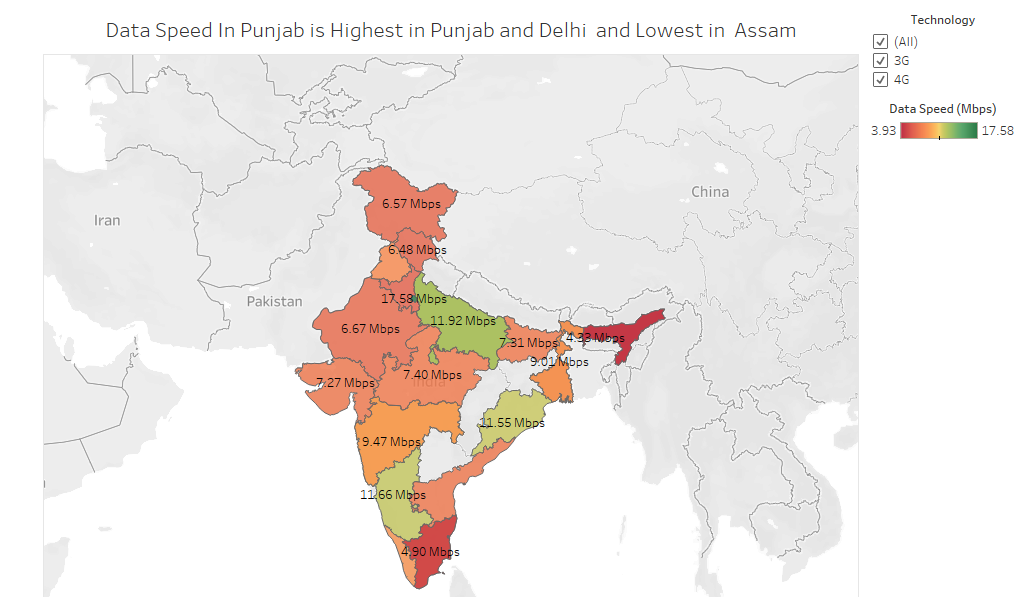 Data Speed In Punjab is Highest in Punjab and Delhi and Lowest in Assam
Technology
(All)
3G
4G
Data Speed (Mbps)
3.93
17.58
China
Iran
Pakistan
India
6.57 Mbps
6.48 Mbps
17.58 Mbps
11.92 Mbps
6.67 Mbps
7.31 Mbps
4.33 Mbps
9.01 Mbps
7.40 Mbps
7.27 Mbps
11.55 Mbps
9.47 Mbps
11.66 Mbps
4.90 Mbps